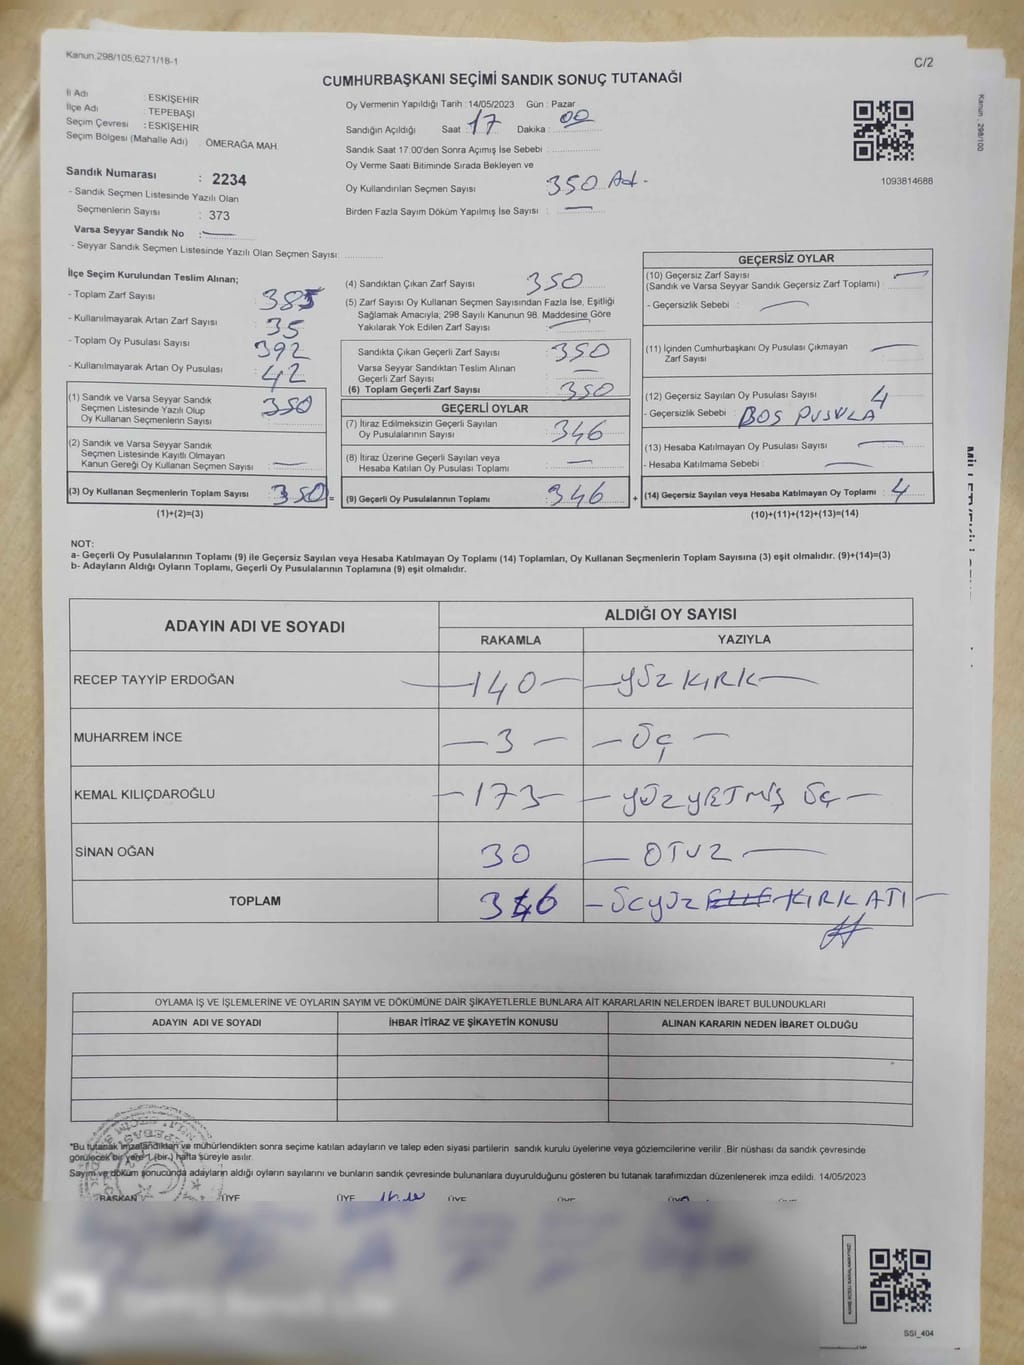 Kanun.298/105;6271/18-1
C/2
CUMHURBAŞKANI SEÇİMİ SANDIK SONUÇ TUTANAĞI
İl Adı : ESKİŞEHİR
İlçe Adı : TEPEBAŞI
Seçim Çevresi : ESKİŞEHİR
Seçim Bölgesi (Mahalle Adı) : ÖMERAĞA MAH.
Sandık Numarası : 2234
- Sandık Seçmen Listesinde Yazılı Olan
Seçmenlerin Sayısı : 373
Varsa Seyyar Sandık No :
- Seyyar Sandık Seçmen Listesinde Yazılı Olan Seçmen Sayısı:
Oy Vermenin Yapıldığı Tarih : 14/05/2023 Gün : Pazar
Sandığın Açıldığı Saat : 17 Dakika : 00
Sandık Saat 17.00'den Sonra Açımış İse Sebebi :
Oy Verme Saati Bitiminde Sırada Bekleyen ve
Oy Kullandırılan Seçmen Sayısı 350 Ad-
Birden Fazla Sayım Döküm Yapılmış İse Sayısı : —
1093814686
Kanun 298/100
İlçe Seçim Kurulundan Teslim Alınan;
- Toplam Zarf Sayısı 385
- Kullanılmayarak Artan Zarf Sayısı 35
- Toplam Oy Pusulası Sayısı 392
- Kullanılmayarak Artan Oy Pusulası 42
(1) Sandık ve Varsa Seyyar Sandık
Seçmen Listesinde Yazılı Olup
Oy Kullanan Seçmenlerin Sayısı 350
(2) Sandık ve Varsa Seyyar Sandık
Seçmen Listesinde Kayıtlı Olmayan
Kanun Gereği Oy Kullanan Seçmen Sayısı —
(3) Oy Kullanan Seçmenlerin Toplam Sayısı : 350 =
(1)+(2)=(3)
(4) Sandıktan Çıkan Zarf Sayısı 350
(5) Zarf Sayısı Oy Kullanan Seçmen Sayısından Fazla İse, Eşitliği
Sağlamak Amacıyla; 298 Sayılı Kanunun 98. Maddesine Göre
Yakılarak Yok Edilen Zarf Sayısı : —
Sandıkta Çıkan Geçerli Zarf Sayısı : 350
Varsa Seyyar Sandıktan Teslim Alınan
Geçerli Zarf Sayısı —
(6) Toplam Geçerli Zarf Sayısı 350
GEÇERLİ OYLAR
(7) İtiraz Edilmeksizin Geçerli Sayılan
Oy Pusulalarının Sayısı : 346
(8) İtiraz Üzerine Geçerli Sayılan veya
Hesaba Katılan Oy Pusulası Toplamı —
(9) Geçerli Oy Pusulalarının Toplamı : 346 +
GEÇERSİZ OYLAR
(10) Geçersiz Zarf Sayısı
(Sandık ve Varsa Seyyar Sandık Geçersiz Zarf Toplamı) : —
- Geçersizlik Sebebi : —
(11) İçinden Cumhurbaşkanı Oy Pusulası Çıkmayan
Zarf Sayısı —
(12) Geçersiz Sayılan Oy Pusulası Sayısı : 4
- Geçersizlik Sebebi : BOŞ PUSULA
(13) Hesaba Katılmayan Oy Pusulası Sayısı : —
- Hesaba Katılmama Sebebi : —
(14) Geçersiz Sayılan veya Hesaba Katılmayan Oy Toplamı : 4
(10)+(11)+(12)+(13)=(14)
NOT:
a- Geçerli Oy Pusulalarının Toplamı (9) ile Geçersiz Sayılan veya Hesaba Katılmayan Oy Toplamı (14) Toplamları, Oy Kullanan Seçmenlerin Toplam Sayısına (3) eşit olmalıdır. (9)+(14)=(3)
b- Adayların Aldığı Oyların Toplamı, Geçerli Oy Pusulalarının Toplamına (9) eşit olmalıdır.
ADAYIN ADI VE SOYADI ALDIĞI OY SAYISI
RAKAMLA YAZIYLA
RECEP TAYYİP ERDOĞAN — 140 — — YÜZ KIRK —
MUHARREM İNCE — 3 — — ÜÇ —
KEMAL KILIÇDAROĞLU — 173 — — YÜZ YETMİŞ ÜÇ —
SİNAN OĞAN 30 — OTUZ —
TOPLAM 346 — ÜCYÜZ KIRK ATI —
OYLAMA İŞ VE İŞLEMLERİNE VE OYLARIN SAYIM VE DÖKÜMÜNE DAİR ŞİKAYETLERLE BUNLARA AİT KARARLARIN NELERDEN İBARET BULUNDUKLARI
ADAYIN ADI VE SOYADI İHBAR İTİRAZ VE ŞİKAYETİN KONUSU ALINAN KARARIN NEDEN İBARET OLDUĞU
*Bu tutanak imzalandıktan ve mühürlendikten sonra seçime katılan adayların ve talep eden siyasi partilerin sandık kurulu üyelerine veya gözlemcilerine verilir. Bir nüshası da sandık çevresinde
görülecek bir yere 7 (bir.) hafta süreyle asılır.
Sayım ve döküm sonucunda adayların aldığı oyların sayılarını ve bunların sandık çevresinde bulunanlara duyurulduğunu gösteren bu tutanak tarafımızdan düzenlenerek imza edildi. 14/05/2023
BAŞKAN ÜYE ÜYE ÜYE ÜYE ÜYE
SSI_404